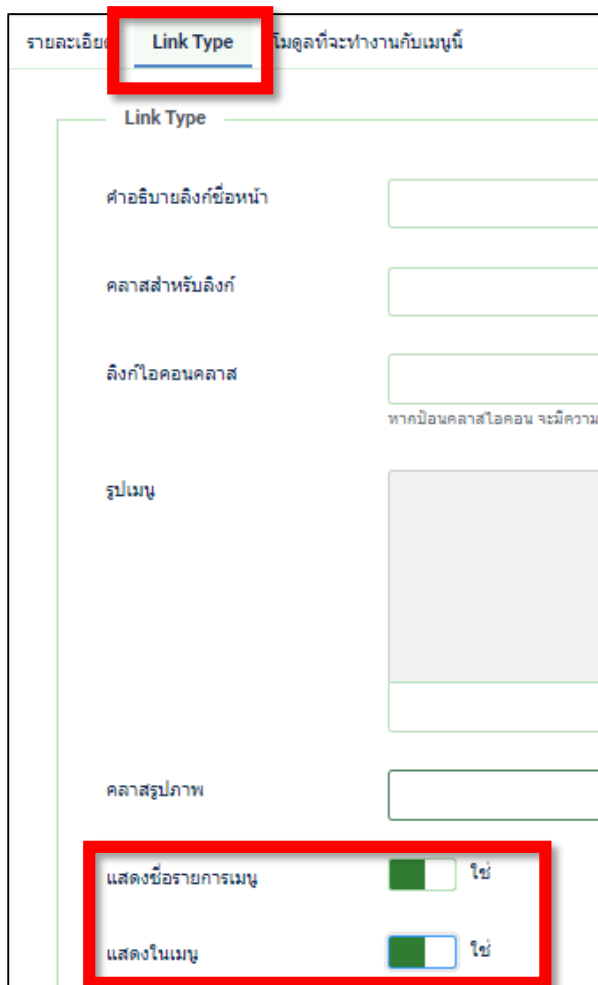 รายละเอียด Link Type โมดูลที่จะทำงานกับเมนูนี้
Link Type
คำอธิบายลิงก์ชื่อหน้า
คลาสสำหรับลิงก์
ลิงก์ไอคอนคลาส
หากป้อนคลาสไอคอน จะมีความ
รูปเมนู
คลาสรูปภาพ
แสดงชื่อรายการเมนู ใช่
แสดงในเมนู ใช่